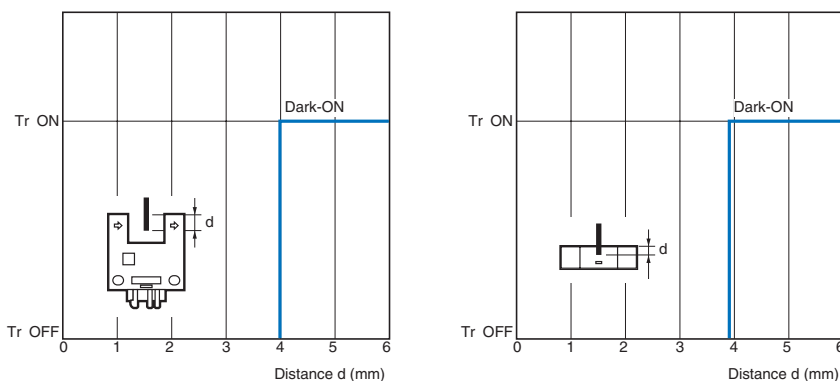 Dark-ON
Tr ON
d
Tr OFF
0 1 2 3 4 5 6
Distance d (mm)
Dark-ON
Tr ON
d
Tr OFF
0 1 2 3 4 5 6
Distance d (mm)